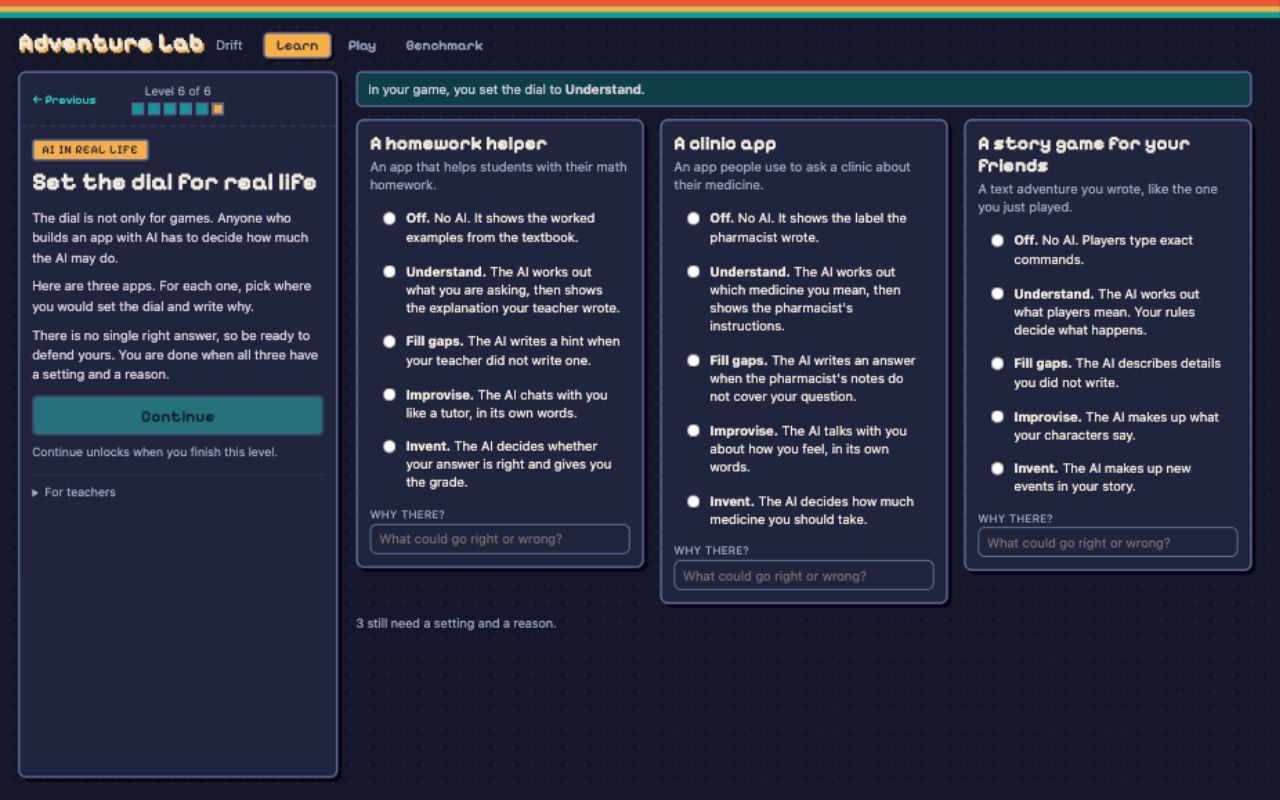 Adventure Lab Drift Learn Play Benchmark
← Previous
Level 6 of 6
AI IN REAL LIFE
Set the dial for real life
The dial is not only for games. Anyone who
builds an app with AI has to decide how much
the AI may do.
Here are three apps. For each one, pick where
you would set the dial and write why.
There is no single right answer, so be ready to
defend yours. You are done when all three have
a setting and a reason.
Continue
Continue unlocks when you finish this level.
▶ For teachers
In your game, you set the dial to Understand.
A homework helper
An app that helps students with their math
homework.
Off. No AI. It shows the worked
examples from the textbook.
Understand. The AI works out
what you are asking, then shows
the explanation your teacher wrote.
Fill gaps. The AI writes a hint when
your teacher did not write one.
Improvise. The AI chats with you
like a tutor, in its own words.
Invent. The AI decides whether
your answer is right and gives you
the grade.
WHY THERE?
What could go right or wrong?
A clinic app
An app people use to ask a clinic about
their medicine.
Off. No AI. It shows the label the
pharmacist wrote.
Understand. The AI works out
which medicine you mean, then
shows the pharmacist's
instructions.
Fill gaps. The AI writes an answer
when the pharmacist's notes do
not cover your question.
Improvise. The AI talks with you
about how you feel, in its own
words.
Invent. The AI decides how much
medicine you should take.
WHY THERE?
What could go right or wrong?
A story game for your
friends
A text adventure you wrote, like the one
you just played.
Off. No AI. Players type exact
commands.
Understand. The AI works out
what players mean. Your rules
decide what happens.
Fill gaps. The AI describes details
you did not write.
Improvise. The AI makes up what
your characters say.
Invent. The AI makes up new
events in your story.
WHY THERE?
What could go right or wrong?
3 still need a setting and a reason.